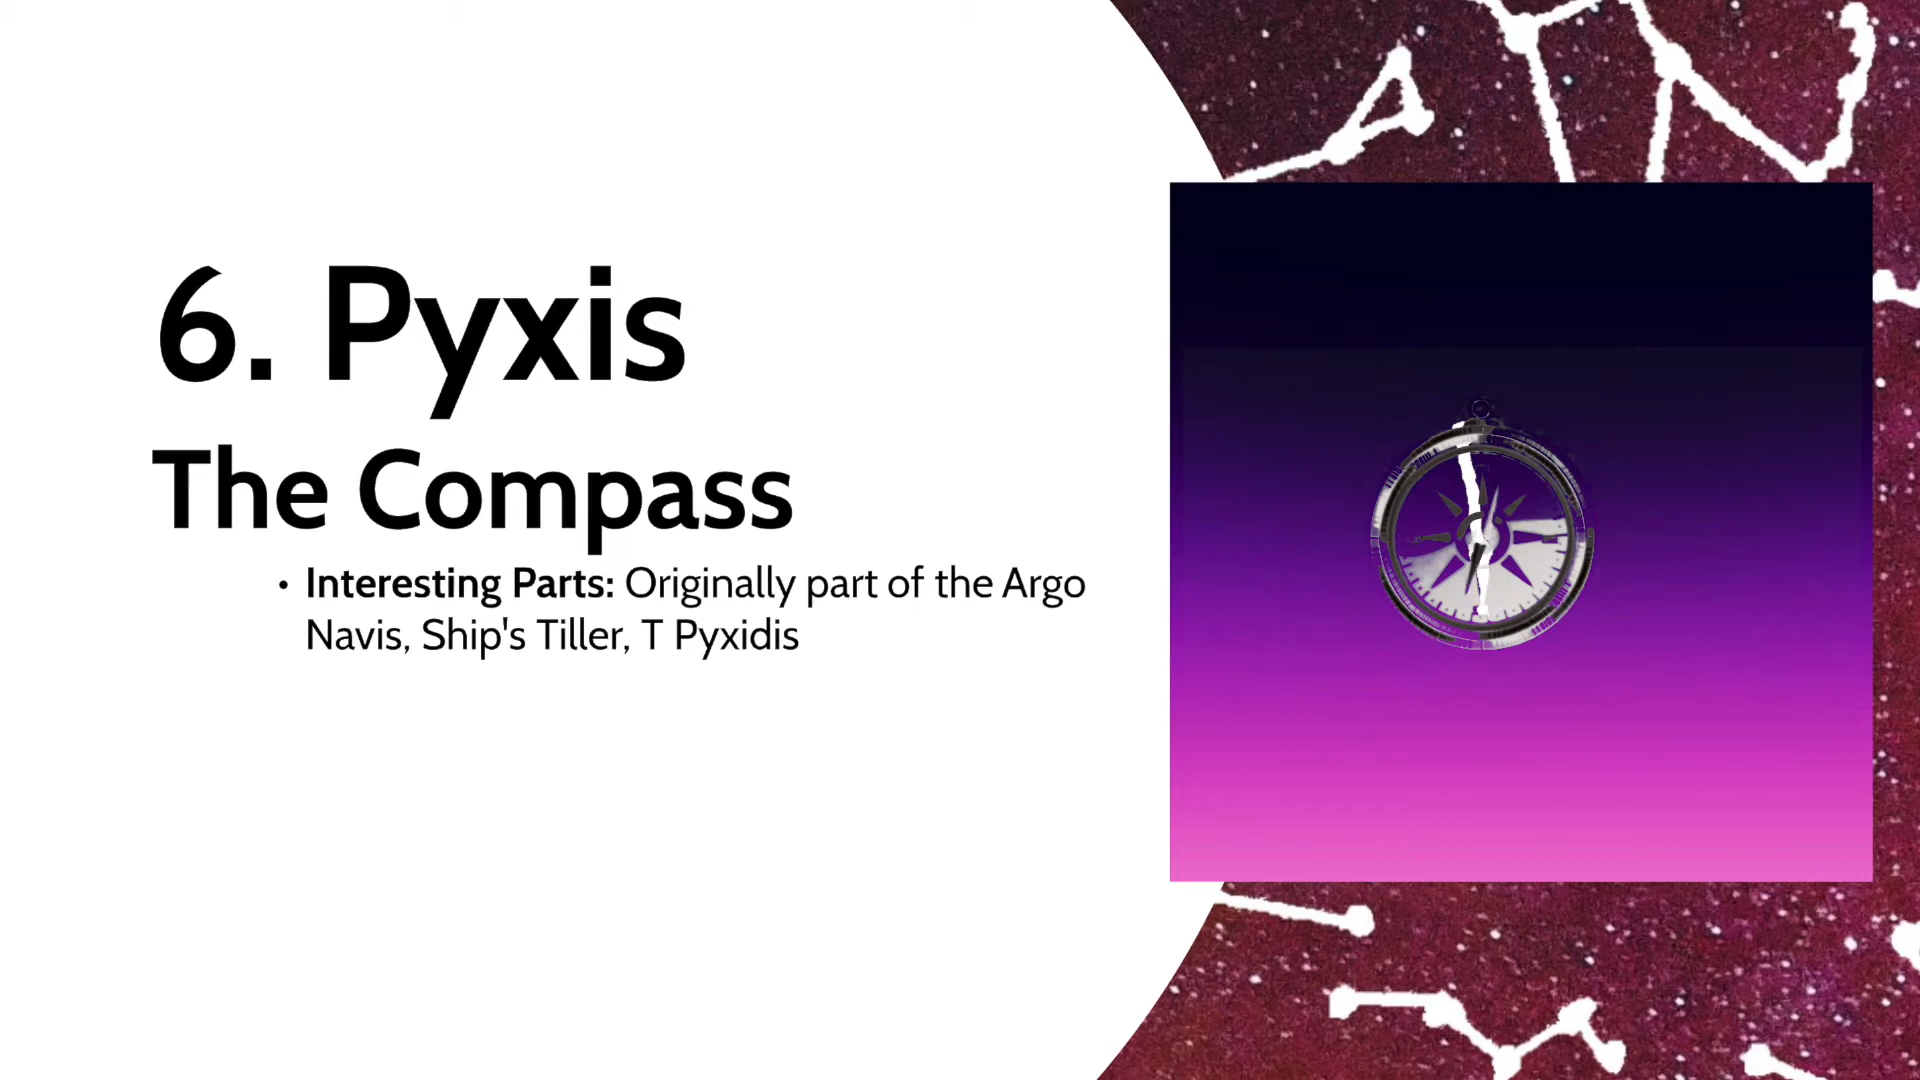 6. Pyxis
The Compass
• Interesting Parts: Originally part of the Argo
Navis, Ship's Tiller, T Pyxidis